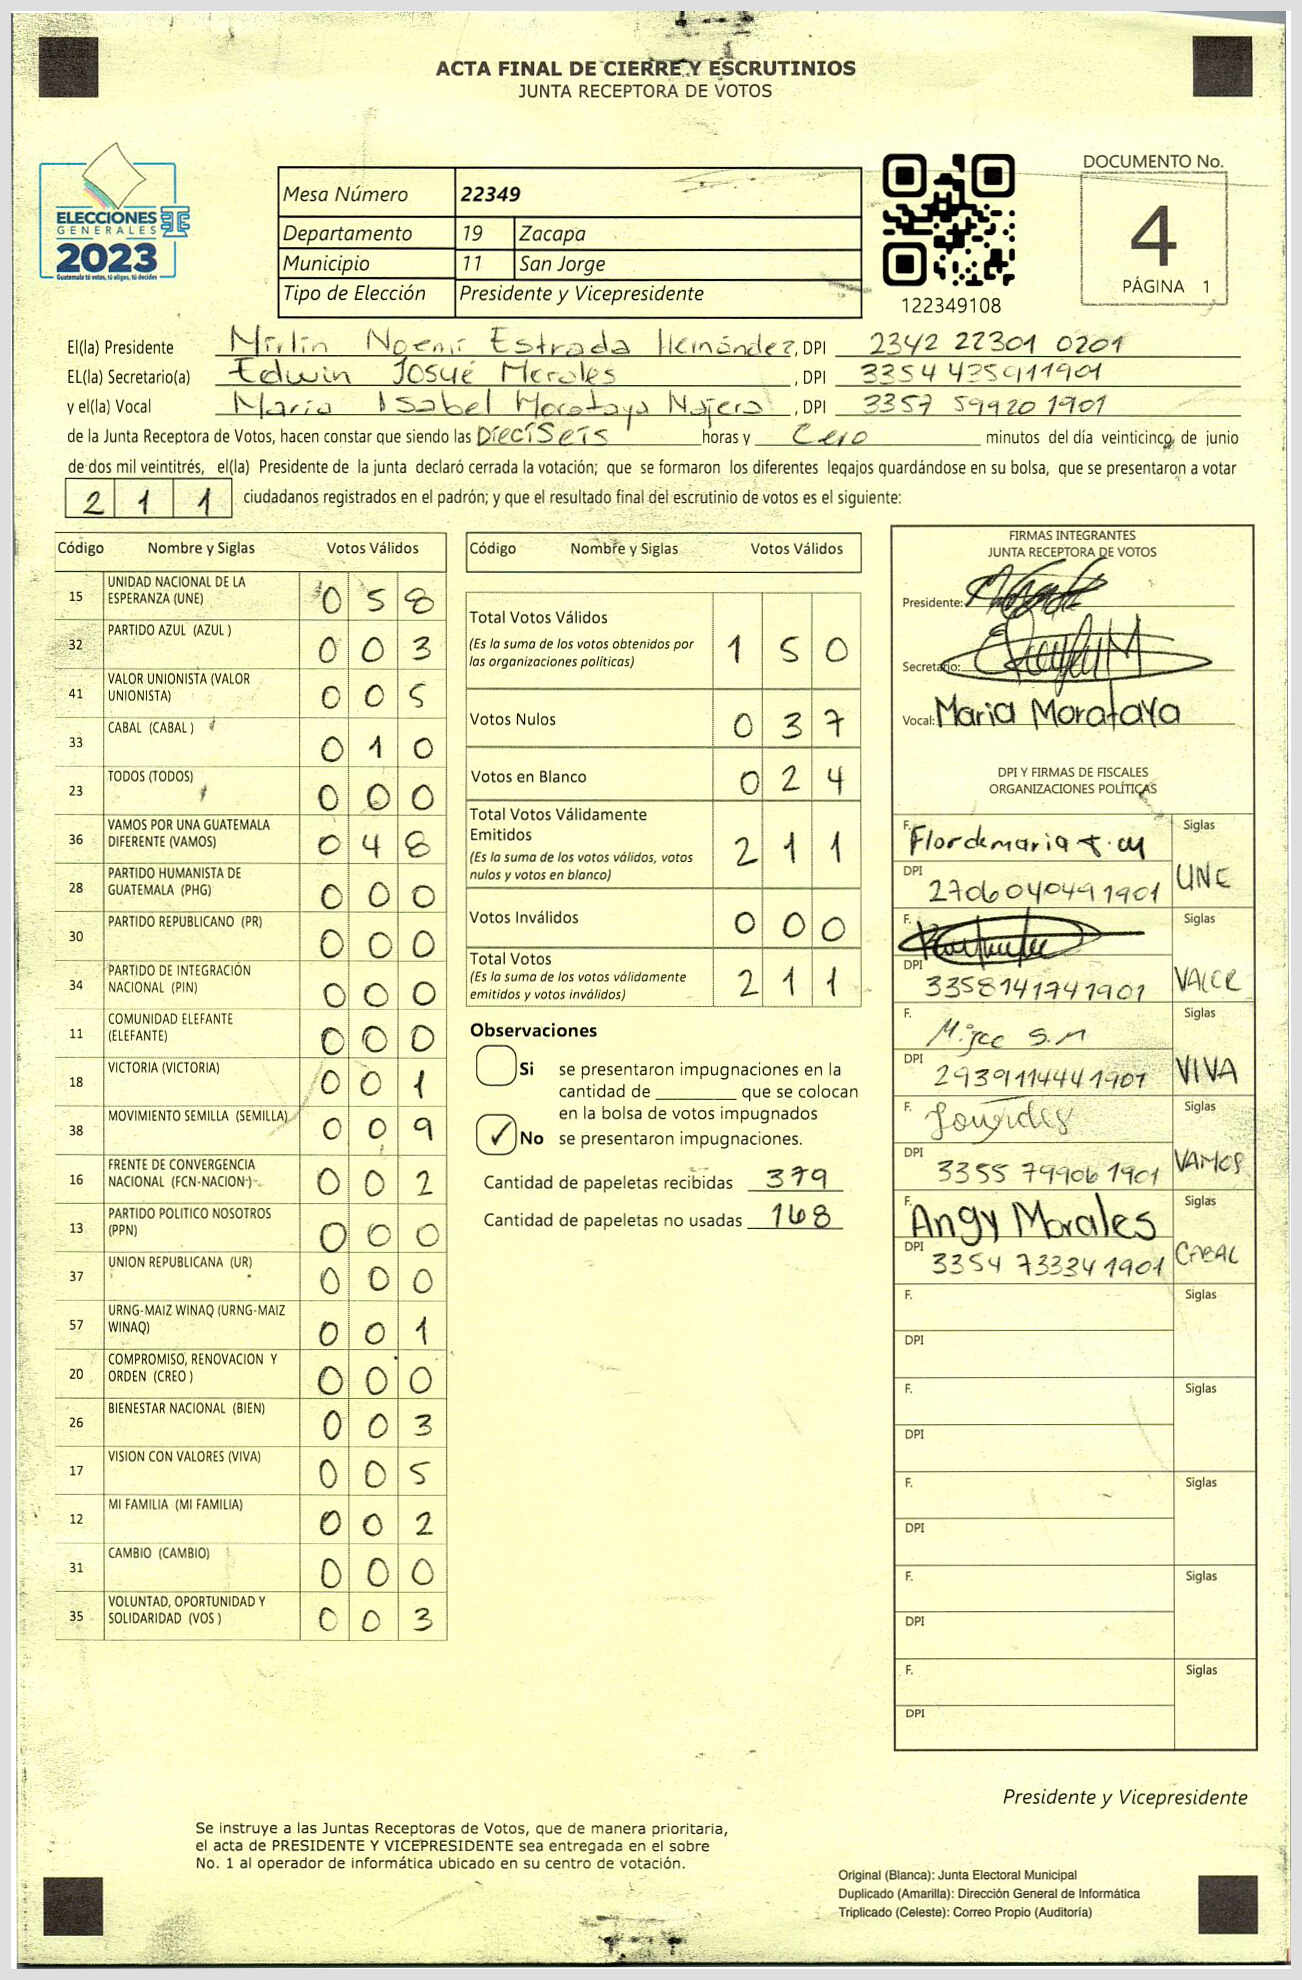 ACTA FINAL DE CIERRE Y ESCRUTINIOS
JUNTA RECEPTORA DE VOTOS
ELECCIONES
GENERALES
2023
Guatemala tú votas, tú eliges, tú decides
Mesa Número 22349
Departamento 19 Zacapa
Municipio 11 San Jorge
Tipo de Elección Presidente y Vicepresidente
122349108
DOCUMENTO No.
4
PÁGINA 1
El(la) Presidente Mirlin Noemi Estrada Hernández, DPI 2342 22301 0201
EL(la) Secretario(a) Edwin Josué Morales , DPI 3354 435911901
y el(la) Vocal María Isabel Morataya Najera , DPI 3357 59920 1901
de la Junta Receptora de Votos, hacen constar que siendo las Dieciseis horas y Cero minutos del día veinticinco de junio
de dos mil veintitrés, el(la) Presidente de la junta declaró cerrada la votación; que se formaron los diferentes legajos guardándose en su bolsa, que se presentaron a votar
2 1 1 ciudadanos registrados en el padrón; y que el resultado final del escrutinio de votos es el siguiente:
Código Nombre y Siglas Votos Válidos
15 UNIDAD NACIONAL DE LA ESPERANZA (UNE) 0 5 8
32 PARTIDO AZUL (AZUL ) 0 0 3
41 VALOR UNIONISTA (VALOR UNIONISTA) 0 0 5
33 CABAL (CABAL ) 0 1 0
23 TODOS (TODOS) 0 0 0
36 VAMOS POR UNA GUATEMALA DIFERENTE (VAMOS) 0 4 8
28 PARTIDO HUMANISTA DE GUATEMALA (PHG) 0 0 0
30 PARTIDO REPUBLICANO (PR) 0 0 0
34 PARTIDO DE INTEGRACIÓN NACIONAL (PIN) 0 0 0
11 COMUNIDAD ELEFANTE (ELEFANTE) 0 0 0
18 VICTORIA (VICTORIA) 0 0 1
38 MOVIMIENTO SEMILLA (SEMILLA) 0 0 9
16 FRENTE DE CONVERGENCIA NACIONAL (FCN-NACION) 0 0 2
13 PARTIDO POLITICO NOSOTROS (PPN) 0 0 0
37 UNION REPUBLICANA (UR) 0 0 0
57 URNG-MAIZ WINAQ (URNG-MAIZ WINAQ) 0 0 1
20 COMPROMISO, RENOVACION Y ORDEN (CREO ) 0 0 0
26 BIENESTAR NACIONAL (BIEN) 0 0 3
17 VISION CON VALORES (VIVA) 0 0 5
12 MI FAMILIA (MI FAMILIA) 0 0 2
31 CAMBIO (CAMBIO) 0 0 0
35 VOLUNTAD, OPORTUNIDAD Y SOLIDARIDAD (VOS ) 0 0 3
Código Nombre y Siglas Votos Válidos
Total Votos Válidos 1 5 0
(Es la suma de los votos obtenidos por
las organizaciones políticas)
Votos Nulos 0 3 7
Votos en Blanco 0 2 4
Total Votos Válidamente
Emitidos 2 1 1
(Es la suma de los votos válidos, votos
nulos y votos en blanco)
Votos Inválidos 0 0 0
Total Votos 2 1 1
(Es la suma de los votos válidamente
emitidos y votos inválidos)
Observaciones
Si se presentaron impugnaciones en la
cantidad de ________ que se colocan
en la bolsa de votos impugnados
✓ No se presentaron impugnaciones.
Cantidad de papeletas recibidas 379
Cantidad de papeletas no usadas 168
FIRMAS INTEGRANTES
JUNTA RECEPTORA DE VOTOS
Presidente:
Secretario:
Vocal: Maria Morataya
DPI Y FIRMAS DE FISCALES
ORGANIZACIONES POLÍTICAS
F. Flordemaria Siglas
DPI 270604049 1901 UNE
F. Siglas
DPI 3358141741901 VALOR
F. Siglas
DPI 2939114441901 VIVA
F. Lourdes Siglas
DPI 3355 79906 1901 VAMOS
F. Angy Morales Siglas
DPI 3354 73334 1901 CABAL
F. Siglas
DPI
F. Siglas
DPI
F. Siglas
DPI
F. Siglas
DPI
F. Siglas
DPI
Presidente y Vicepresidente
Se instruye a las Juntas Receptoras de Votos, que de manera prioritaria,
el acta de PRESIDENTE Y VICEPRESIDENTE sea entregada en el sobre
No. 1 al operador de informática ubicado en su centro de votación.
Original (Blanca): Junta Electoral Municipal
Duplicado (Amarilla): Dirección General de Informática
Triplicado (Celeste): Correo Propio (Auditoría)